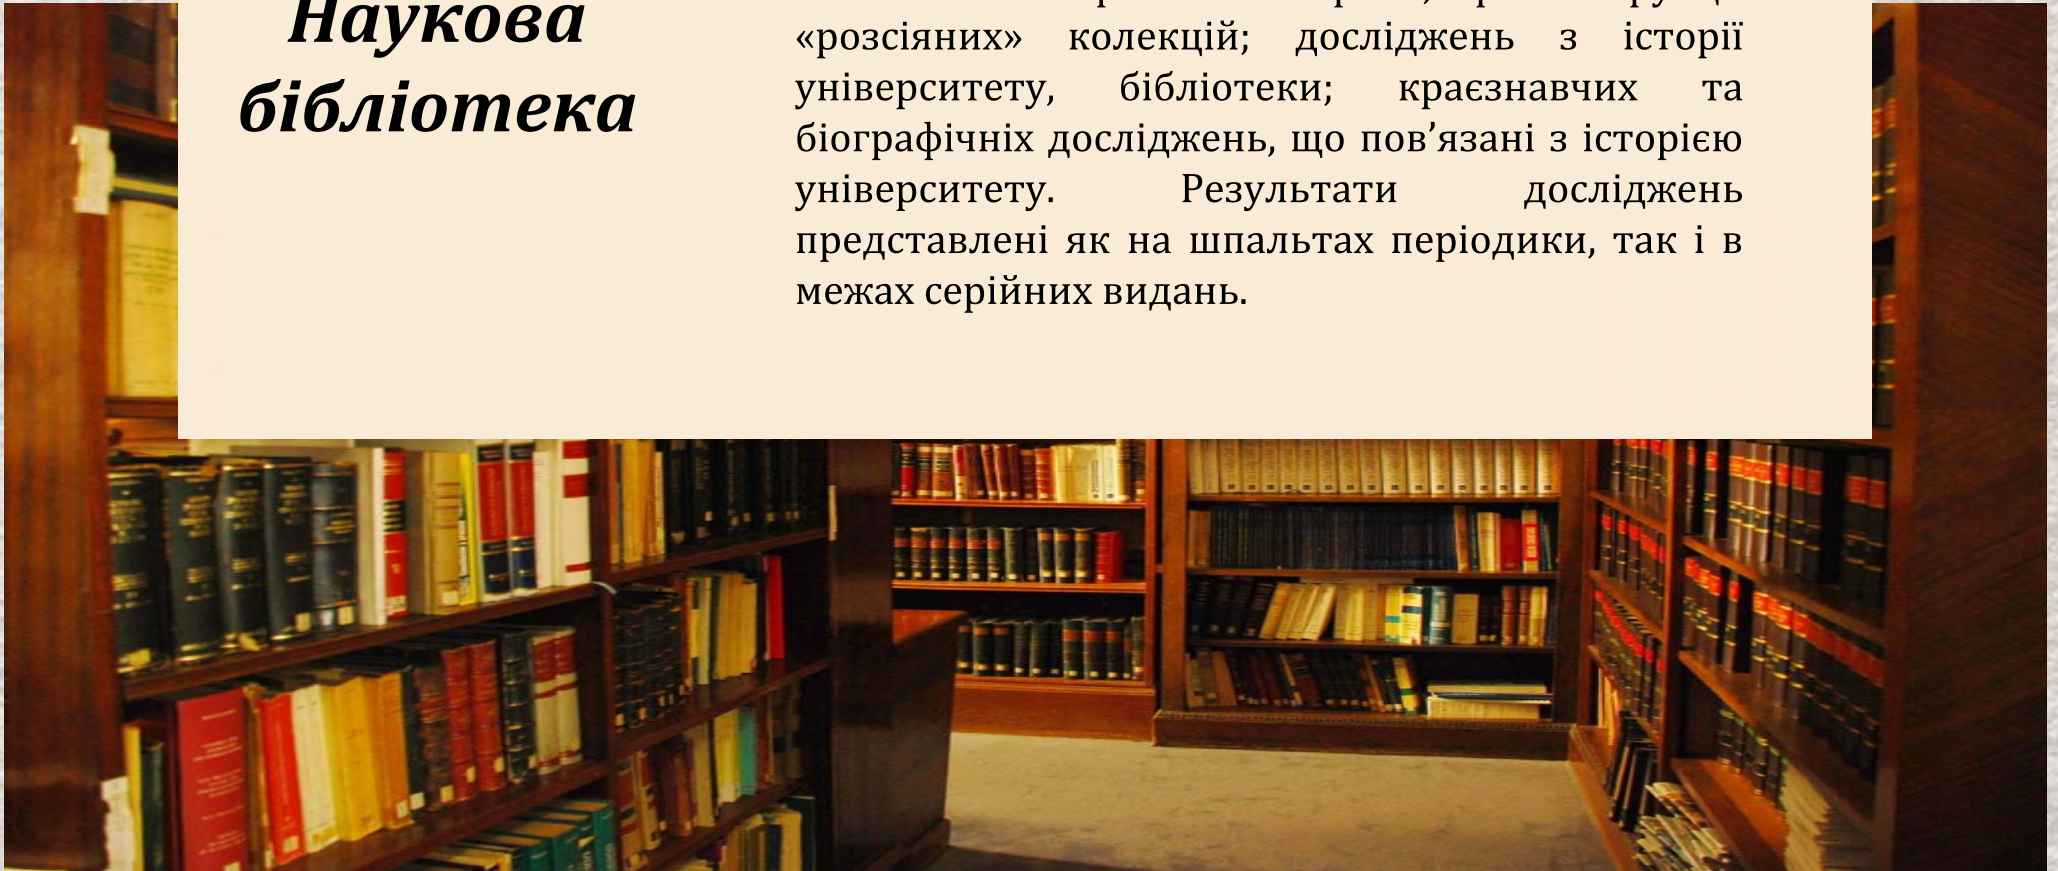 Наукова
бібліотека
«розсіяних» колекцій; досліджень з історії
університету, бібліотеки; краєзнавчих та
біографічніх досліджень, що пов’язані з історією
університету. Результати досліджень
представлені як на шпальтах періодики, так і в
межах серійних видань.